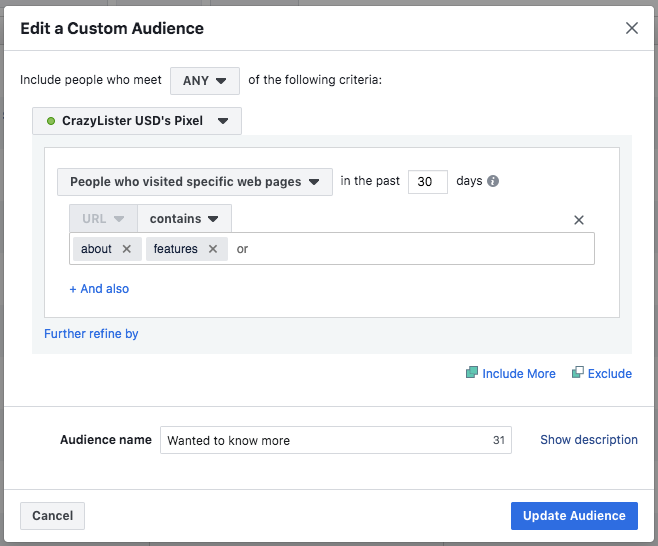 Edit a Custom Audience
Include people who meet ANY of the following criteria:
CrazyLister USD's Pixel
People who visited specific web pages in the past 30 days
URL contains
about features or
+ And also
Further refine by
Include More Exclude
Audience name Wanted to know more 31 Show description
Cancel Update Audience